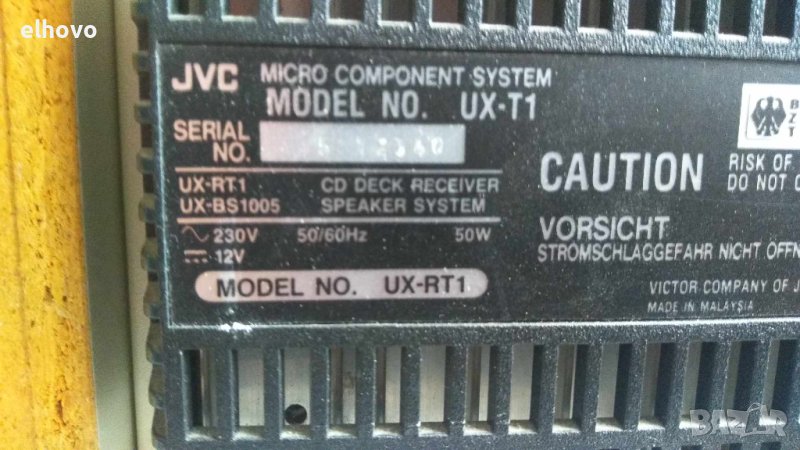 elhovo
JVC MICRO COMPONENT SYSTEM
MODEL NO. UX-T1
SERIAL NO.
UX-RT1 CD DECK RECEIVER
UX-BS1005 SPEAKER SYSTEM
230V 50/60Hz 50W
12V
MODEL NO. UX-RT1
B
Z
T
CAUTION
RISK OF
DO NOT
VORSICHT
STROMSCHLAGGEFAHR NICHT ÖFFN
VICTOR COMPANY OF J
MADE IN MALAYSIA
BAZAR